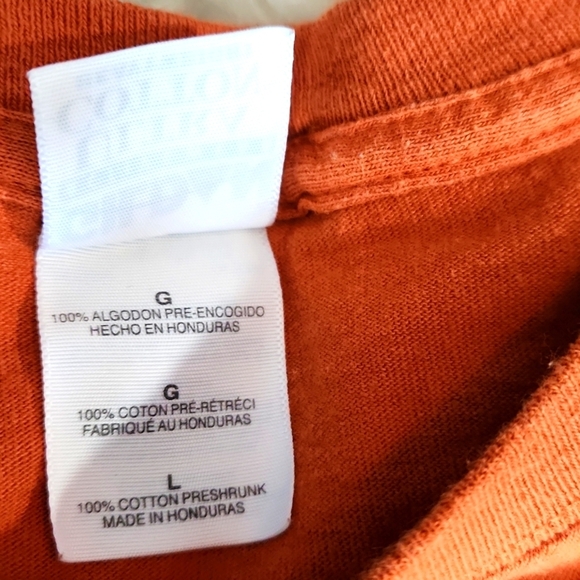 G
100% ALGODON PRE-ENCOGIDO
HECHO EN HONDURAS
G
100% COTON PRÉ-RÉTRÉCI
FABRIQUÉ AU HONDURAS
L
100% COTTON PRESHRUNK
MADE IN HONDURAS